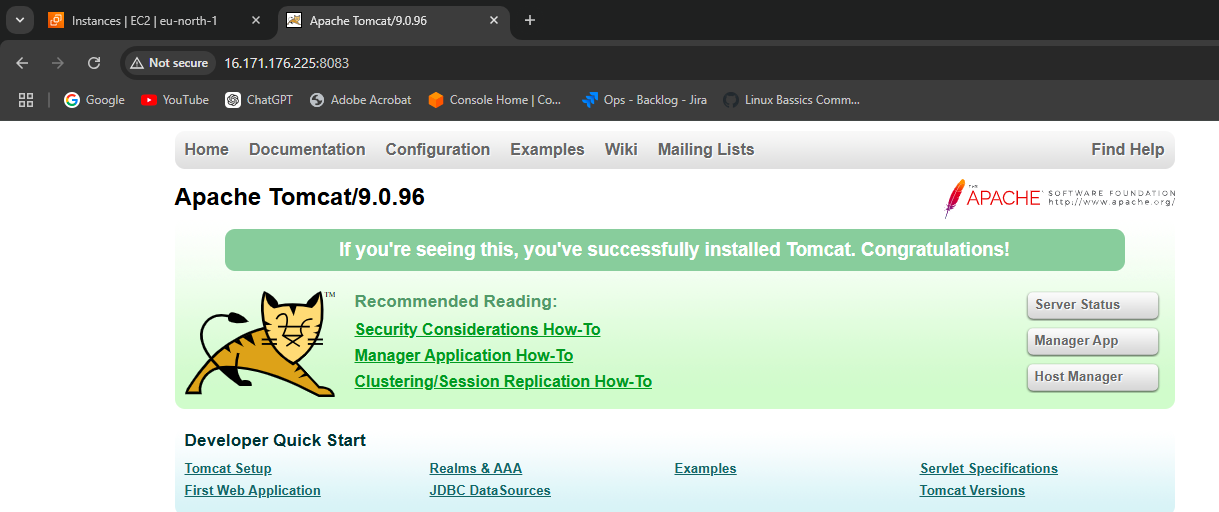 Instances | EC2 | eu-north-1
Apache Tomcat/9.0.96
Not secure
16.171.176.225:8083
Google
YouTube
ChatGPT
Adobe Acrobat
Console Home | Co...
Ops - Backlog - Jira
Linux Bassics Comm...
Home Documentation Configuration Examples Wiki Mailing Lists Find Help
Apache Tomcat/9.0.96
THE
APACHE SOFTWARE FOUNDATION
http://www.apache.org/
If you're seeing this, you've successfully installed Tomcat. Congratulations!
TM
Recommended Reading:
Security Considerations How-To
Manager Application How-To
Clustering/Session Replication How-To
Server Status
Manager App
Host Manager
Developer Quick Start
Tomcat Setup
First Web Application
Realms & AAA
JDBC DataSources
Examples
Servlet Specifications
Tomcat Versions